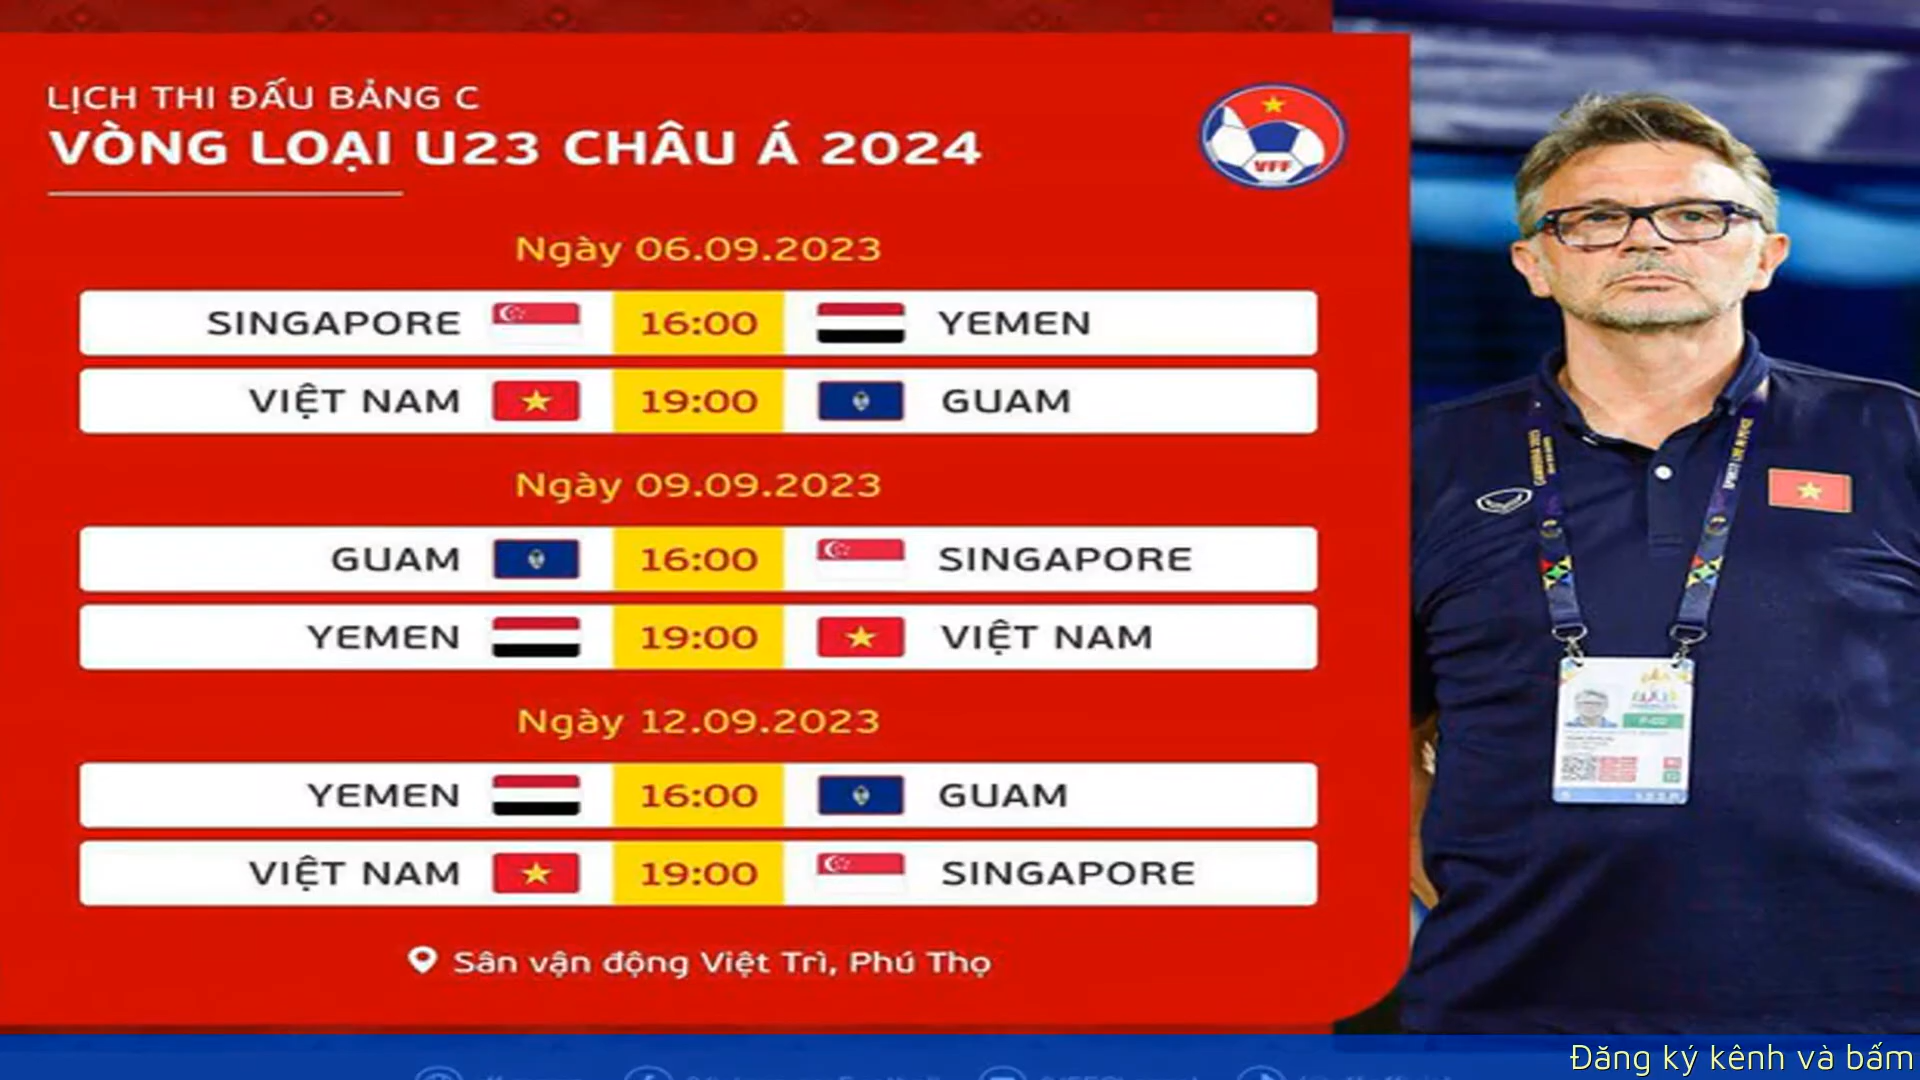 LỊCH THI ĐẤU BẢNG C
VÒNG LOẠI U23 CHÂU Á 2024
VFF
Ngày 06.09.2023
SINGAPORE 16:00 YEMEN
VIỆT NAM 19:00 GUAM
Ngày 09.09.2023
GUAM 16:00 SINGAPORE
YEMEN 19:00 VIỆT NAM
Ngày 12.09.2023
YEMEN 16:00 GUAM
VIỆT NAM 19:00 SINGAPORE
Sân vận động Việt Trì, Phú Thọ
Đăng ký kênh và bấm